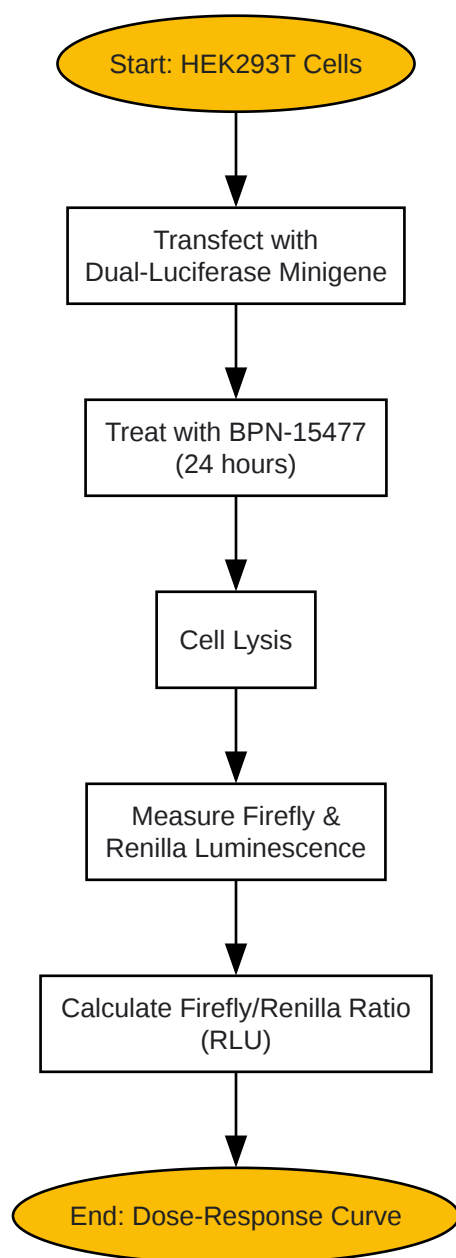 Start: HEK293T Cells
Transfect with
Dual-Luciferase Minigene
Treat with BPN-15477
(24 hours)
Cell Lysis
Measure Firefly &
Renilla Luminescence
Calculate Firefly/Renilla Ratio
(RLU)
End: Dose-Response Curve